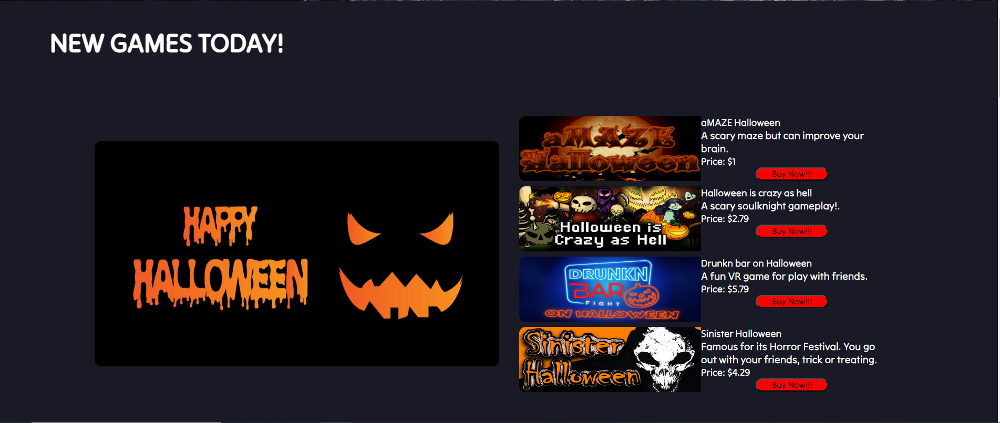 NEW GAMES TODAY!
HAPPY
HALLOWEEN
aMAZE
Halloween
aMAZE Halloween
A scary maze but can improve your
brain.
Price: $1
Buy Now!!!
Halloween is
Crazy as Hell
Halloween is crazy as hell
A scary soulknight gameplay!.
Price: $2.79
Buy Now!!!
DRUNKN
BAR
FIGHT
ON HALLOWEEN
Drunkn bar on Halloween
A fun VR game for play with friends.
Price: $5.79
Buy Now!!!
Sinister
Halloween
Sinister Halloween
Famous for its Horror Festival. You go
out with your friends, trick or treating.
Price: $4.29
Buy Now!!!